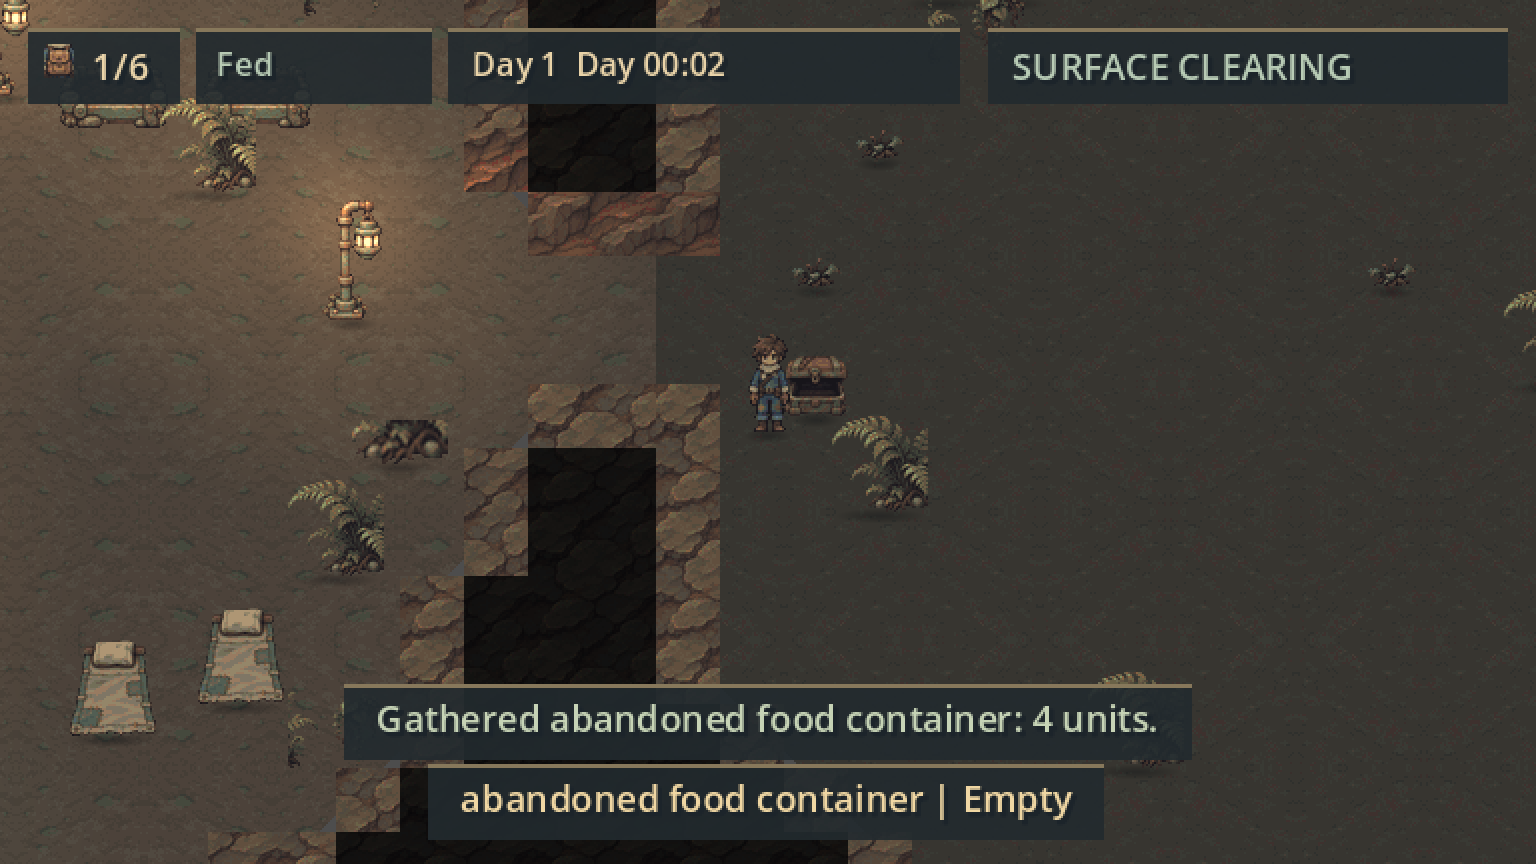 1/6
Fed
Day 1 Day 00:02
SURFACE CLEARING
Gathered abandoned food container: 4 units.
abandoned food container | Empty